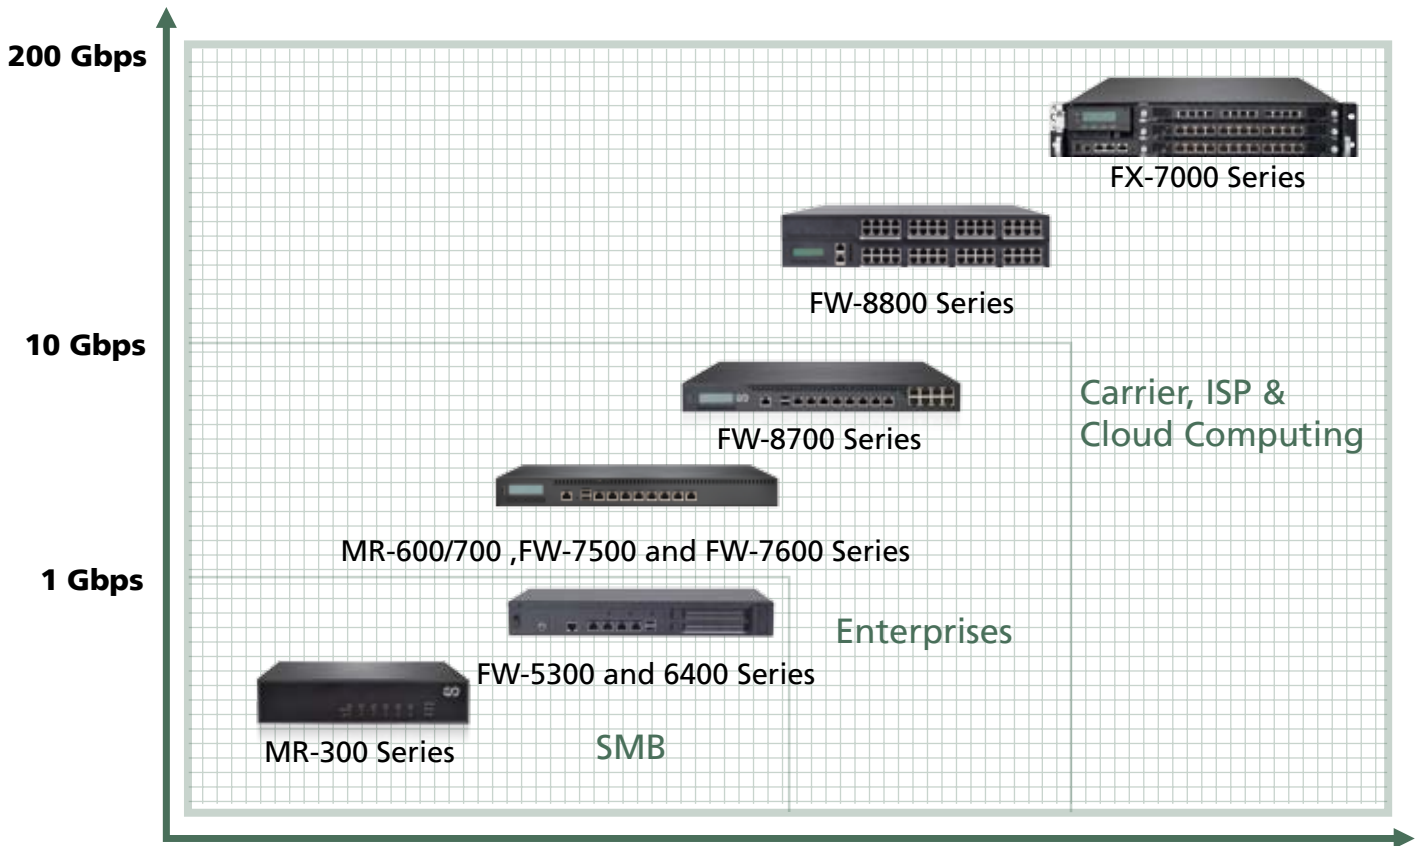 200 Gbps
FX-7000 Series
FW-8800 Series
10 Gbps
Carrier, ISP &
Cloud Computing
FW-8700 Series
MR-600/700 ,FW-7500 and FW-7600 Series
1 Gbps
Enterprises
FW-5300 and 6400 Series
SMB
MR-300 Series